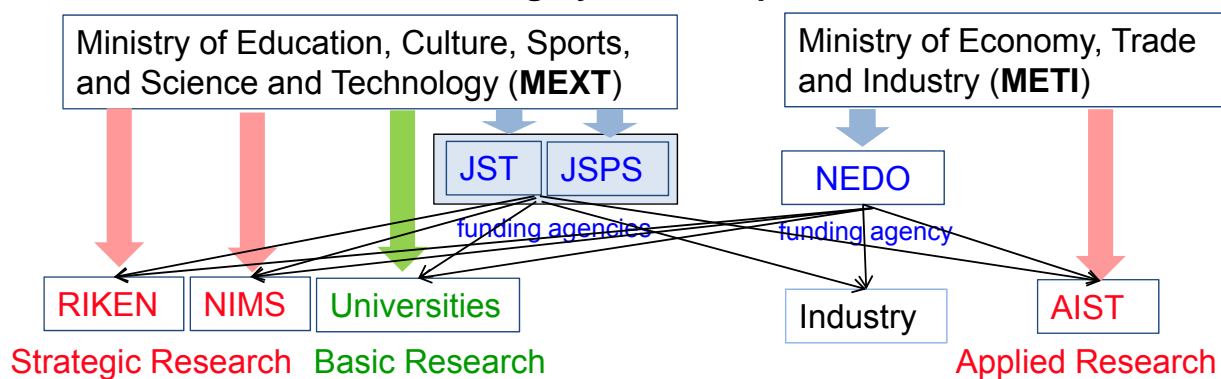 Ministry of Education, Culture, Sports,
and Science and Technology (MEXT)
Ministry of Economy, Trade
and Industry (METI)
JST
JSPS
NEDO
funding agencies
funding agency
RIKEN
NIMS
Universities
Industry
AIST
Strategic Research
Basic Research
Applied Research